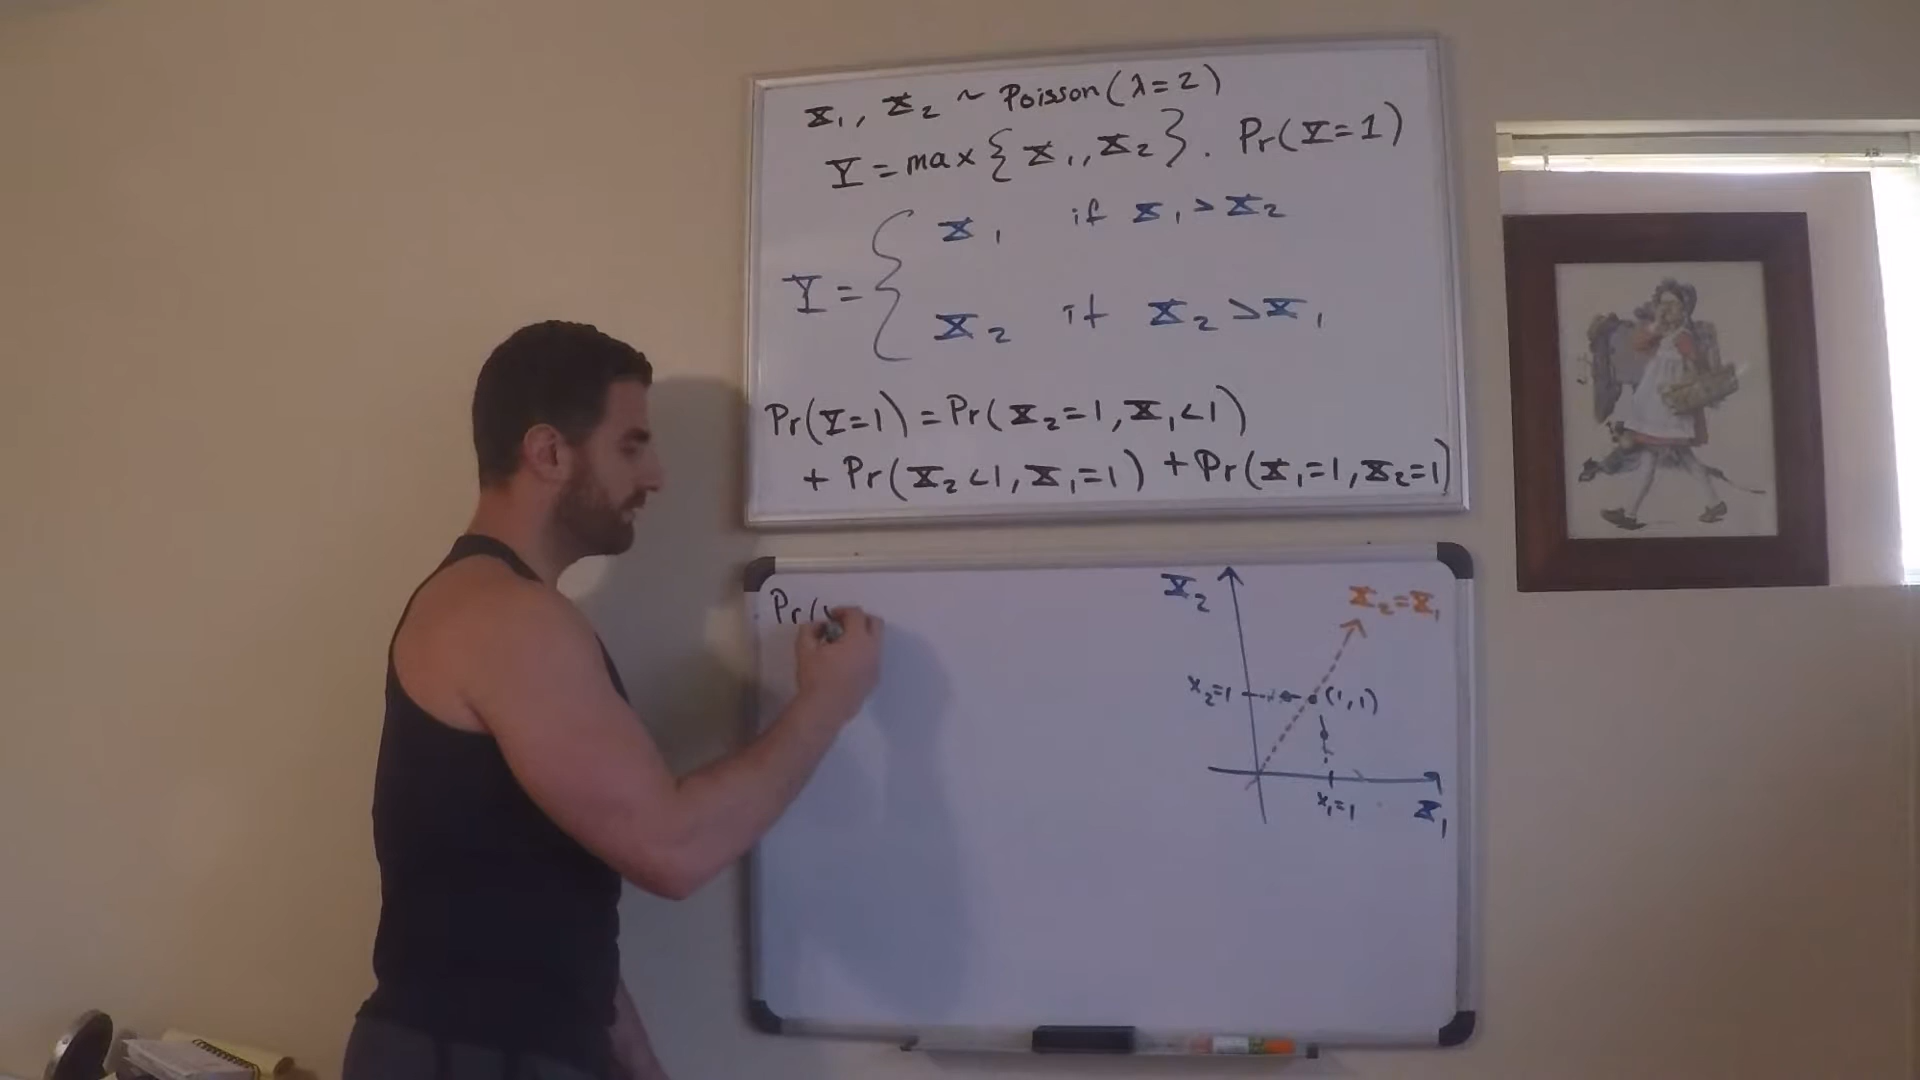 X₁, X₂ ~ Poisson(λ=2)
Y = max{X₁, X₂}. Pr(Y=1)
Y = { X₁ if X₁ > X₂
X₂ if X₂ > X₁
Pr(Y=1) = Pr(X₂=1, X₁<1)
+ Pr(X₂<1, X₁=1) + Pr(X₁=1, X₂=1)
Pr(
X₂
X₂=X₁
x₂=1
(1,1)
x₁=1
X₁